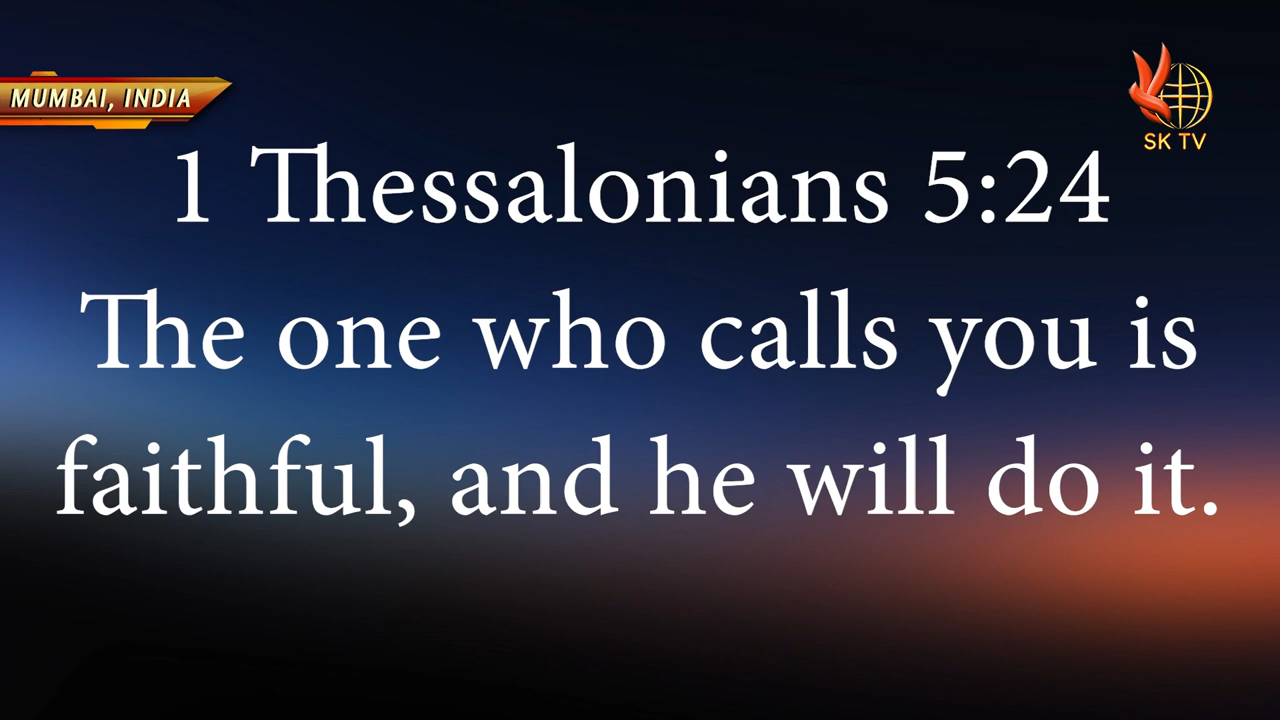 MUMBAI, INDIA
SK TV
1 Thessalonians 5:24
The one who calls you is
faithful, and he will do it.